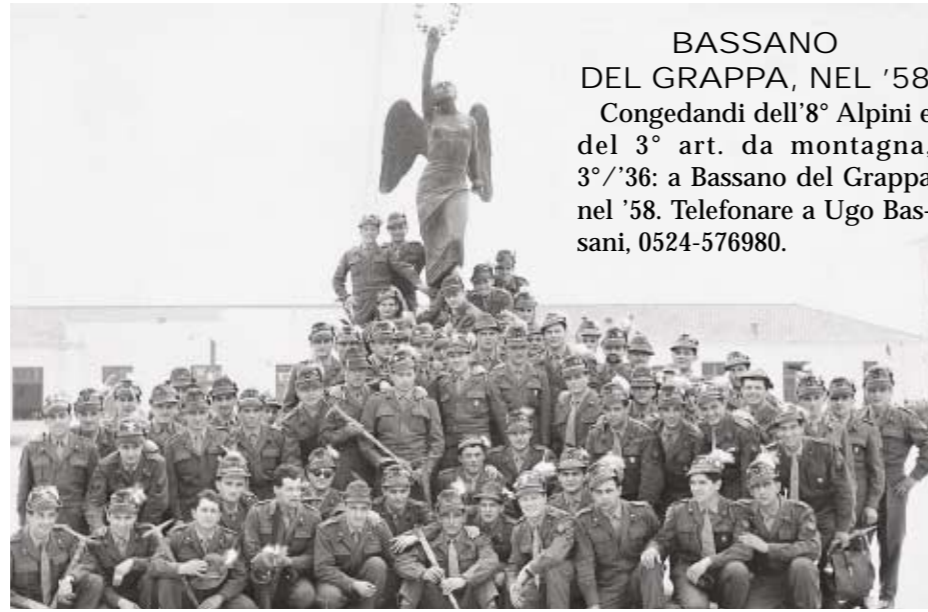 BASSANO
DEL GRAPPA, NEL '58
Congedandi dell'8° Alpini e
del 3° art. da montagna,
3°/'36: a Bassano del Grappa
nel '58. Telefonare a Ugo Bas-
sani, 0524-576980.